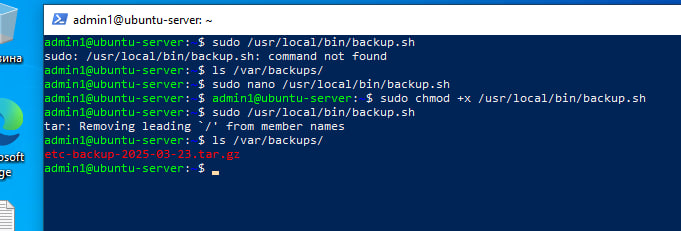 admin1@ubuntu-server: ~
зина
admin1@ubuntu-server: $ sudo /usr/local/bin/backup.sh
sudo: /usr/local/bin/backup.sh: command not found
admin1@ubuntu-server: $ ls /var/backups/
admin1@ubuntu-server: $ sudo nano /usr/local/bin/backup.sh
admin1@ubuntu-server: $ admin1@ubuntu-server: $ sudo chmod +x /usr/local/bin/backup.sh
admin1@ubuntu-server: $ sudo /usr/local/bin/backup.sh
tar: Removing leading `/' from member names
admin1@ubuntu-server: $ ls /var/backups/
etc-backup-2025-03-23.tar.gz
admin1@ubuntu-server: $
osoft
ge